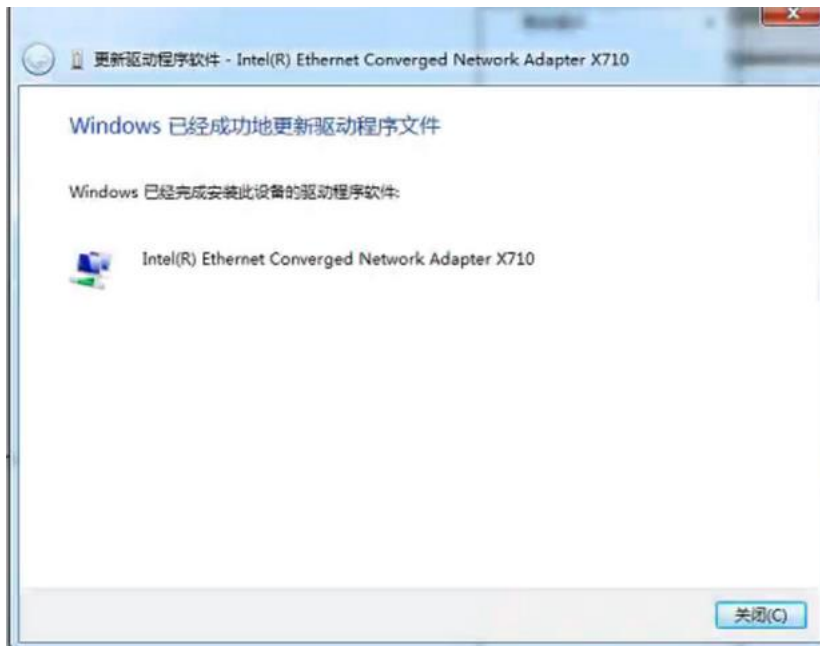 更新驱动程序软件 - Intel(R) Ethernet Converged Network Adapter X710
Windows 已经成功地更新驱动程序文件
Windows 已经完成安装此设备的驱动程序软件:
Intel(R) Ethernet Converged Network Adapter X710
关闭(C)